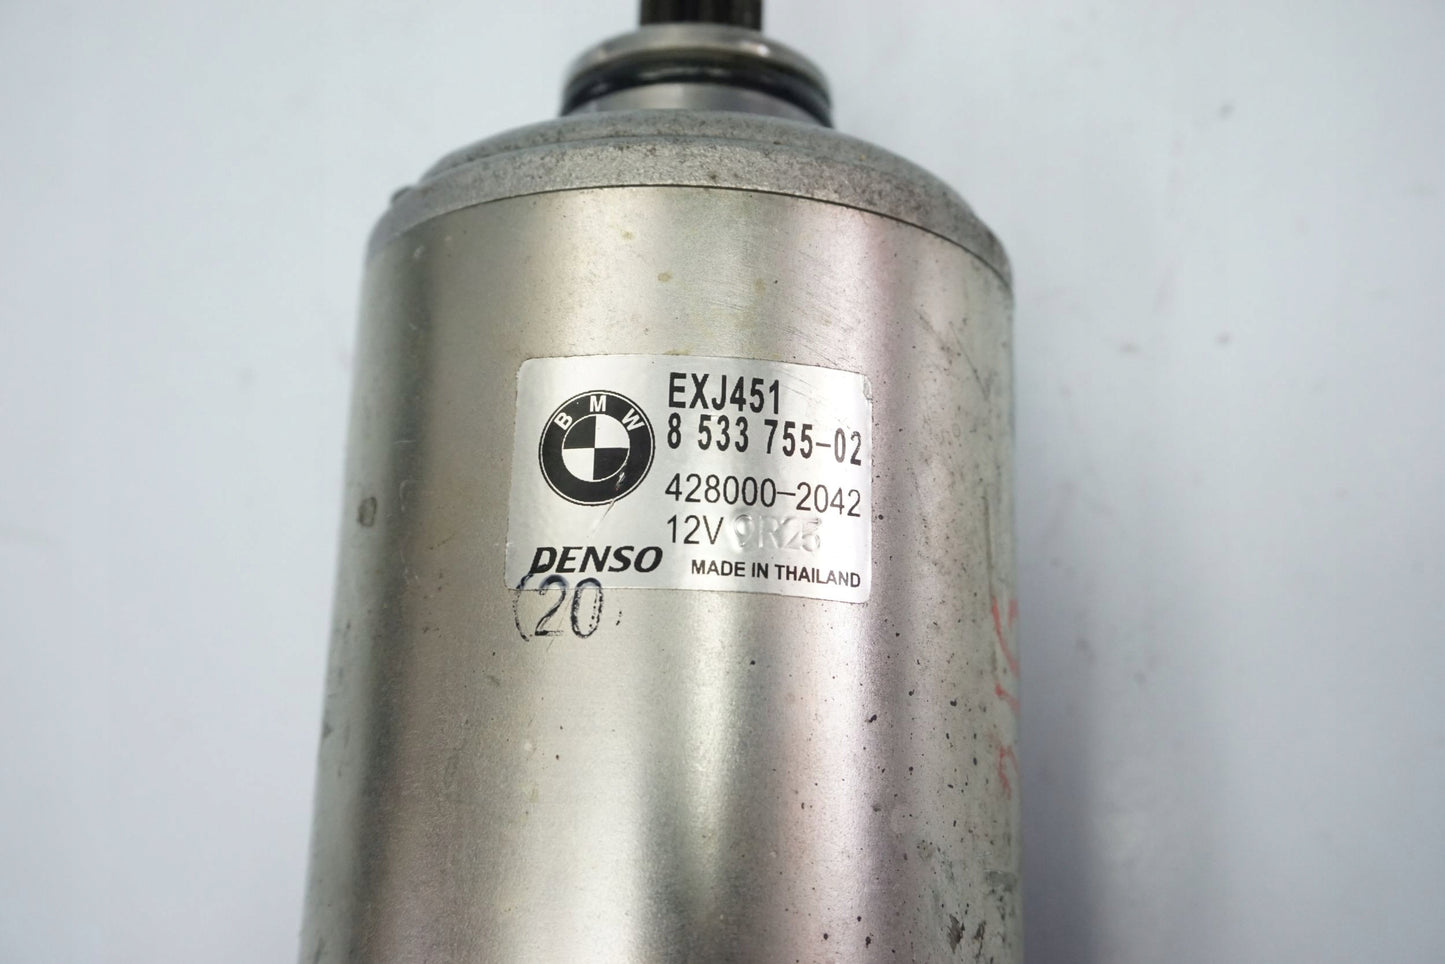 BMW
EXJ451
8 533 755-02
428000-2042
12V 9R25
DENSO
MADE IN THAILAND
(20)